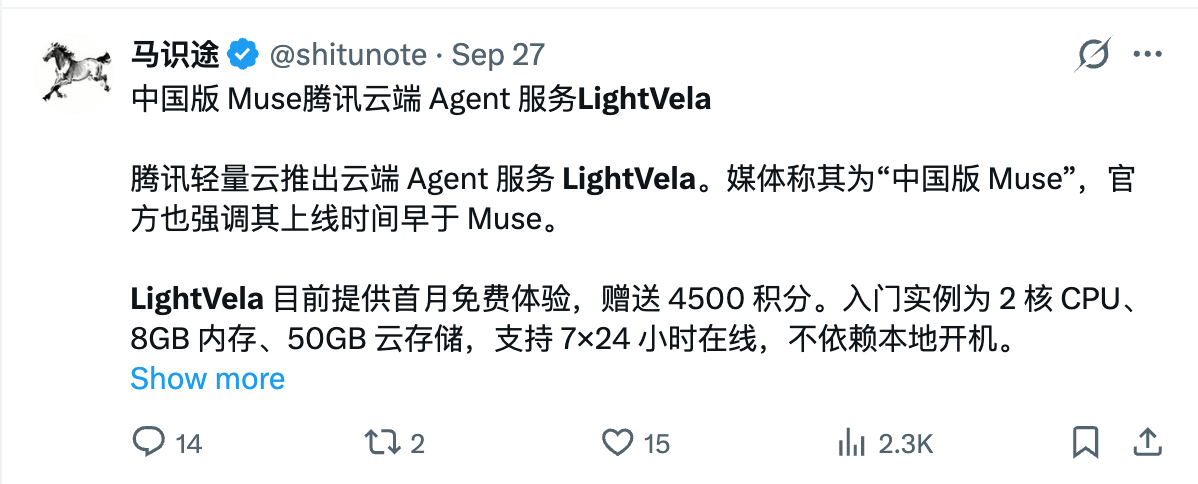 马识途 @shitunote · Sep 27
中国版 Muse腾讯云端 Agent 服务LightVela
腾讯轻量云推出云端 Agent 服务 LightVela。媒体称其为“中国版 Muse”，官
方也强调其上线时间早于 Muse。
LightVela 目前提供首月免费体验，赠送 4500 积分。入门实例为 2 核 CPU、
8GB 内存、50GB 云存储，支持 7×24 小时在线，不依赖本地开机。
Show more
14 2 15 2.3K